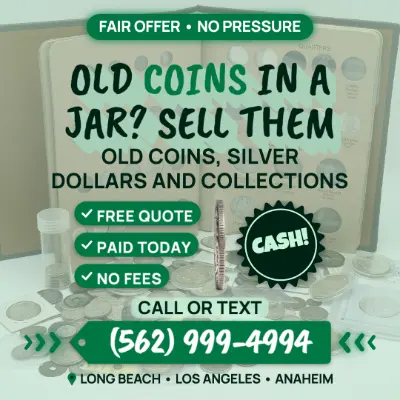 FAIR OFFER • NO PRESSURE
OLD COINS IN A
JAR? SELL THEM
OLD COINS, SILVER
DOLLARS AND COLLECTIONS
FREE QUOTE
PAID TODAY
NO FEES
CASH!
CALL OR TEXT
(562) 999-4994
LONG BEACH • LOS ANGELES • ANAHEIM